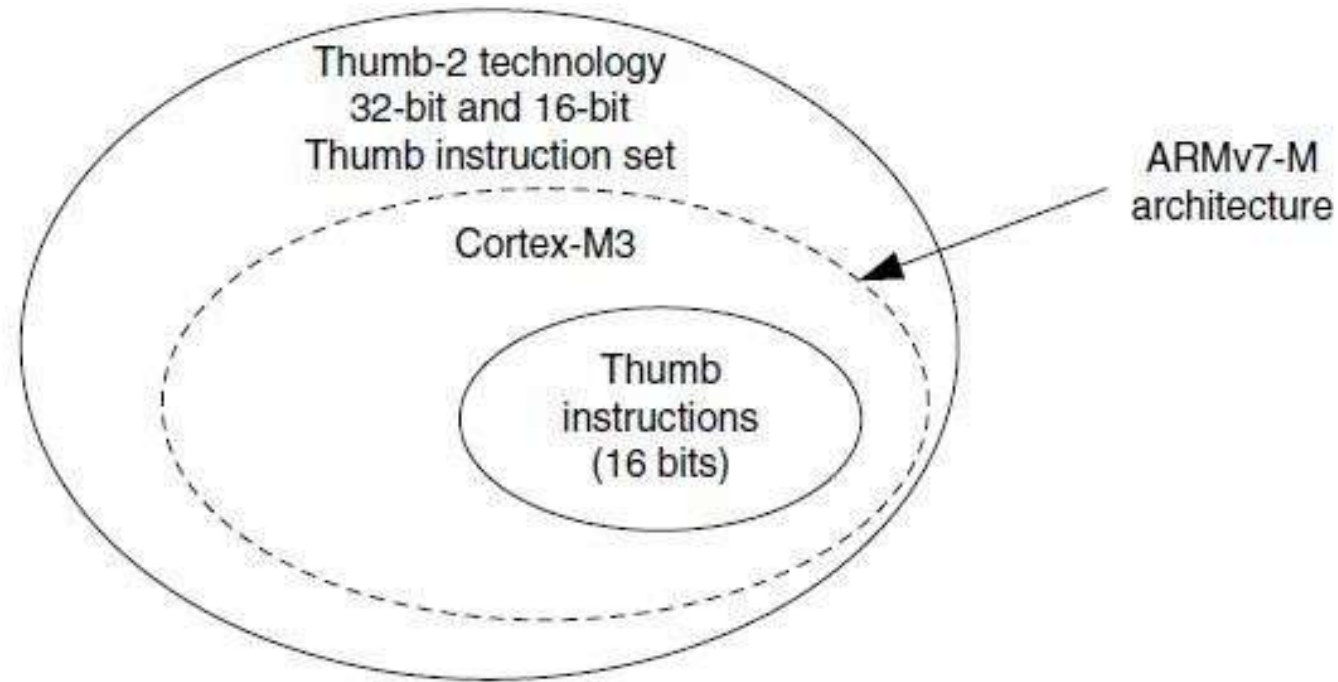 Thumb-2 technology
32-bit and 16-bit
Thumb instruction set
ARMv7-M
architecture
Cortex-M3
Thumb
instructions
(16 bits)